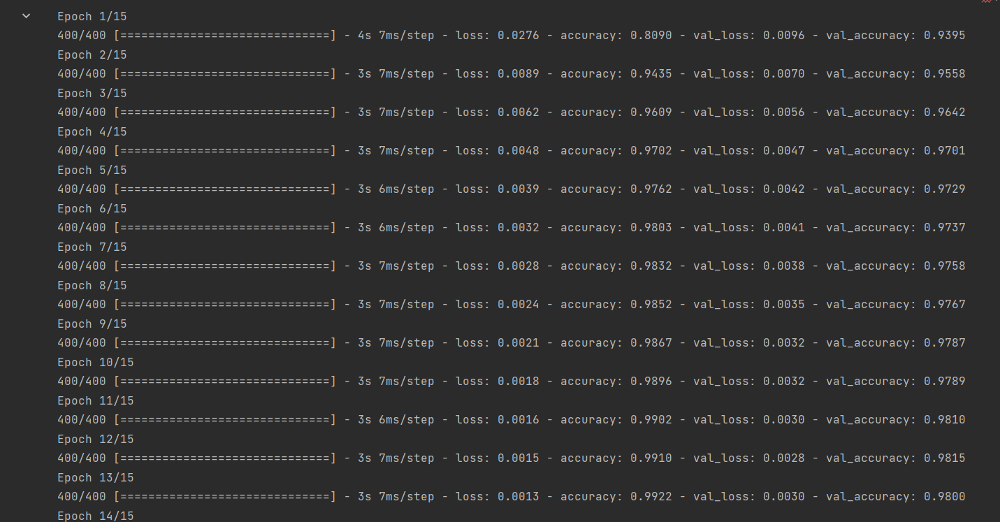 Epoch 1/15
400/400 [==============================] - 4s 7ms/step - loss: 0.0276 - accuracy: 0.8090 - val_loss: 0.0096 - val_accuracy: 0.9395
Epoch 2/15
400/400 [==============================] - 3s 7ms/step - loss: 0.0089 - accuracy: 0.9435 - val_loss: 0.0070 - val_accuracy: 0.9558
Epoch 3/15
400/400 [==============================] - 3s 7ms/step - loss: 0.0062 - accuracy: 0.9609 - val_loss: 0.0056 - val_accuracy: 0.9642
Epoch 4/15
400/400 [==============================] - 3s 7ms/step - loss: 0.0048 - accuracy: 0.9702 - val_loss: 0.0047 - val_accuracy: 0.9701
Epoch 5/15
400/400 [==============================] - 3s 6ms/step - loss: 0.0039 - accuracy: 0.9762 - val_loss: 0.0042 - val_accuracy: 0.9729
Epoch 6/15
400/400 [==============================] - 3s 6ms/step - loss: 0.0032 - accuracy: 0.9803 - val_loss: 0.0041 - val_accuracy: 0.9737
Epoch 7/15
400/400 [==============================] - 3s 7ms/step - loss: 0.0028 - accuracy: 0.9832 - val_loss: 0.0038 - val_accuracy: 0.9758
Epoch 8/15
400/400 [==============================] - 3s 7ms/step - loss: 0.0024 - accuracy: 0.9852 - val_loss: 0.0035 - val_accuracy: 0.9767
Epoch 9/15
400/400 [==============================] - 3s 7ms/step - loss: 0.0021 - accuracy: 0.9867 - val_loss: 0.0032 - val_accuracy: 0.9787
Epoch 10/15
400/400 [==============================] - 3s 7ms/step - loss: 0.0018 - accuracy: 0.9896 - val_loss: 0.0032 - val_accuracy: 0.9789
Epoch 11/15
400/400 [==============================] - 3s 6ms/step - loss: 0.0016 - accuracy: 0.9902 - val_loss: 0.0030 - val_accuracy: 0.9810
Epoch 12/15
400/400 [==============================] - 3s 7ms/step - loss: 0.0015 - accuracy: 0.9910 - val_loss: 0.0028 - val_accuracy: 0.9815
Epoch 13/15
400/400 [==============================] - 3s 7ms/step - loss: 0.0013 - accuracy: 0.9922 - val_loss: 0.0030 - val_accuracy: 0.9800
Epoch 14/15